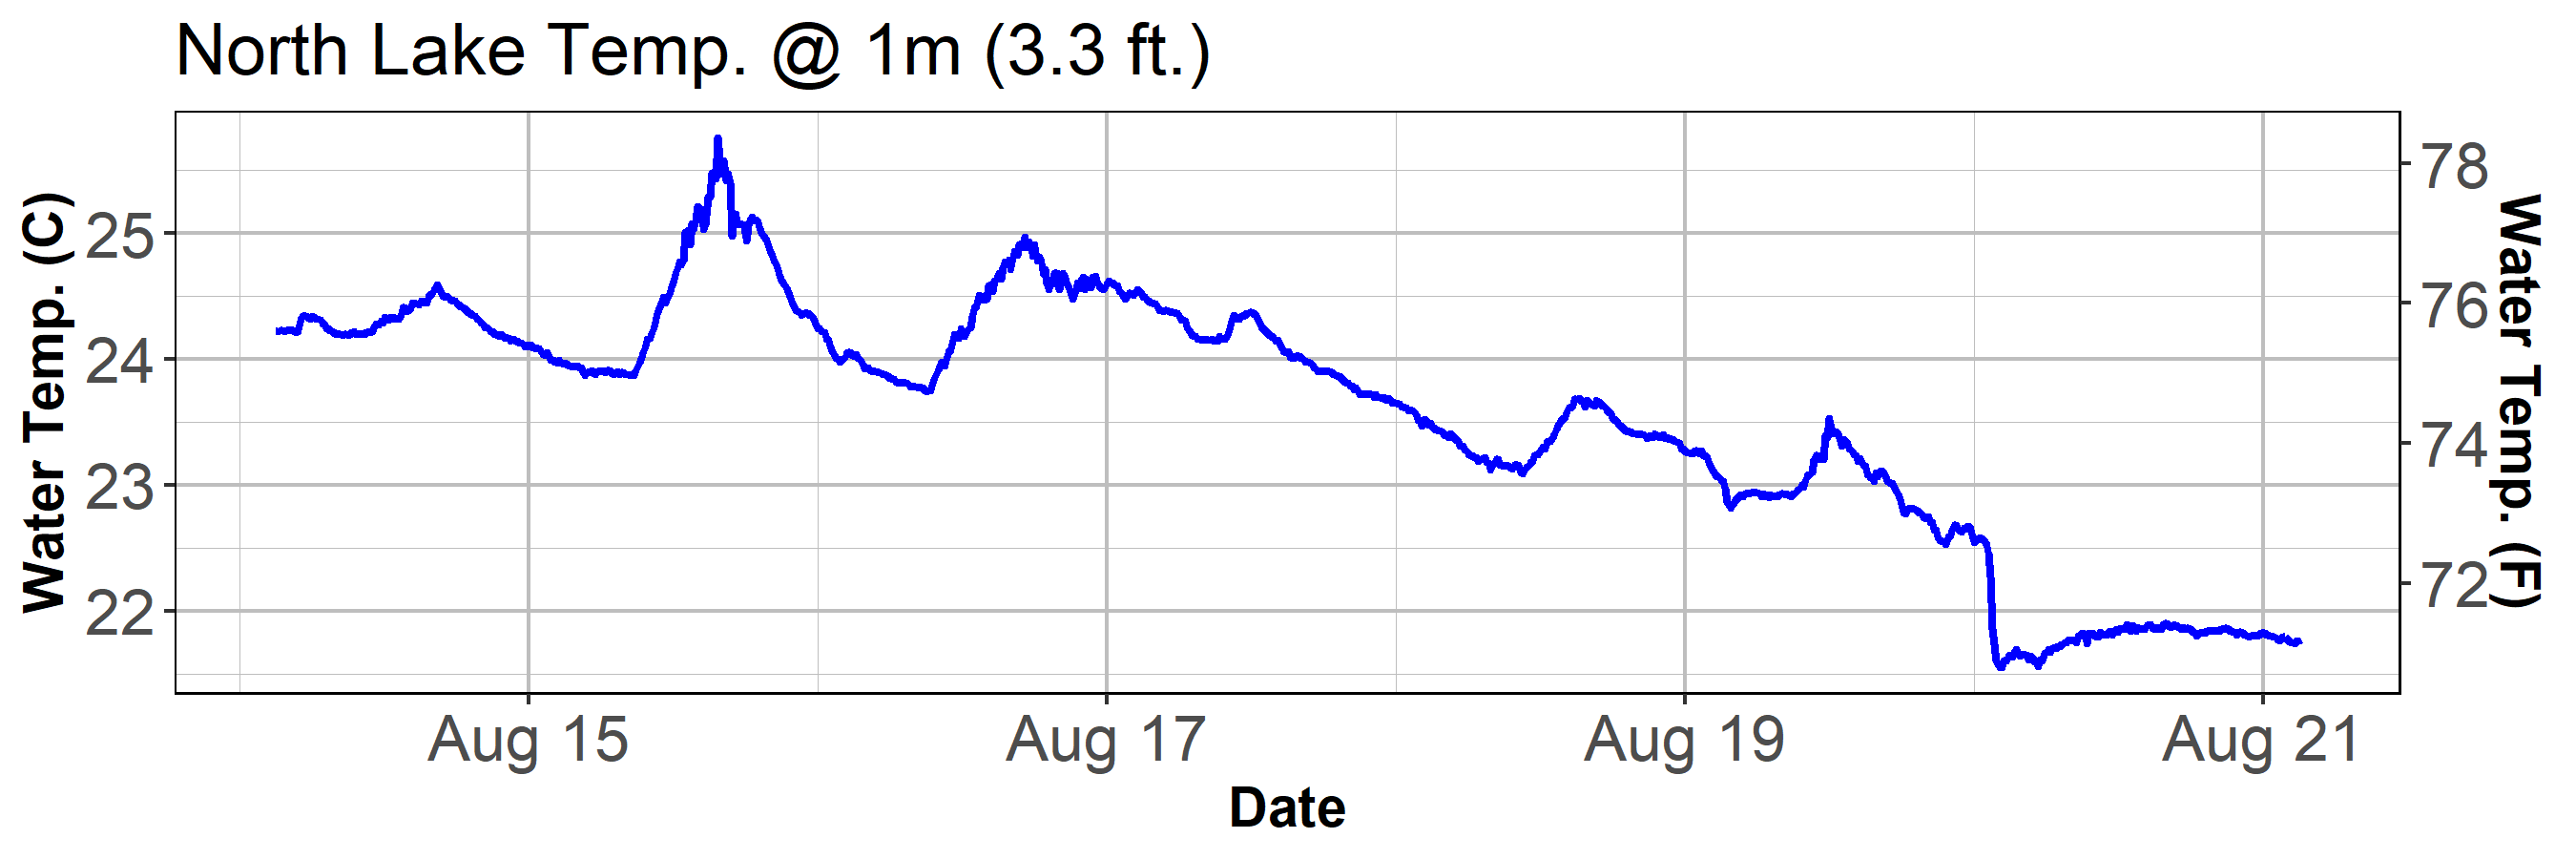 North Lake Temp. @ 1m (3.3 ft.)
Water Temp. (C)
25
24
23
22
78
76
74
72
Water Temp. (F)
Aug 15
Aug 17
Aug 19
Aug 21
Date